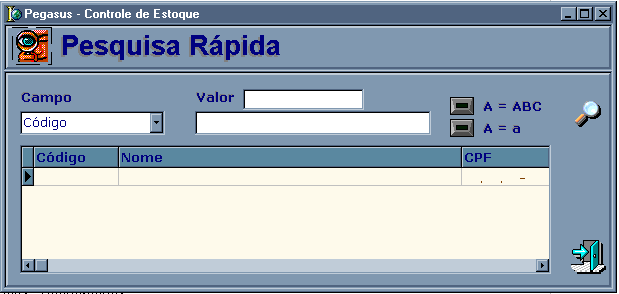 Pegasus - Controle de Estoque
Pesquisa Rápida
Campo
Valor
A = ABC
Código
A = a
Código Nome CPF
. . -